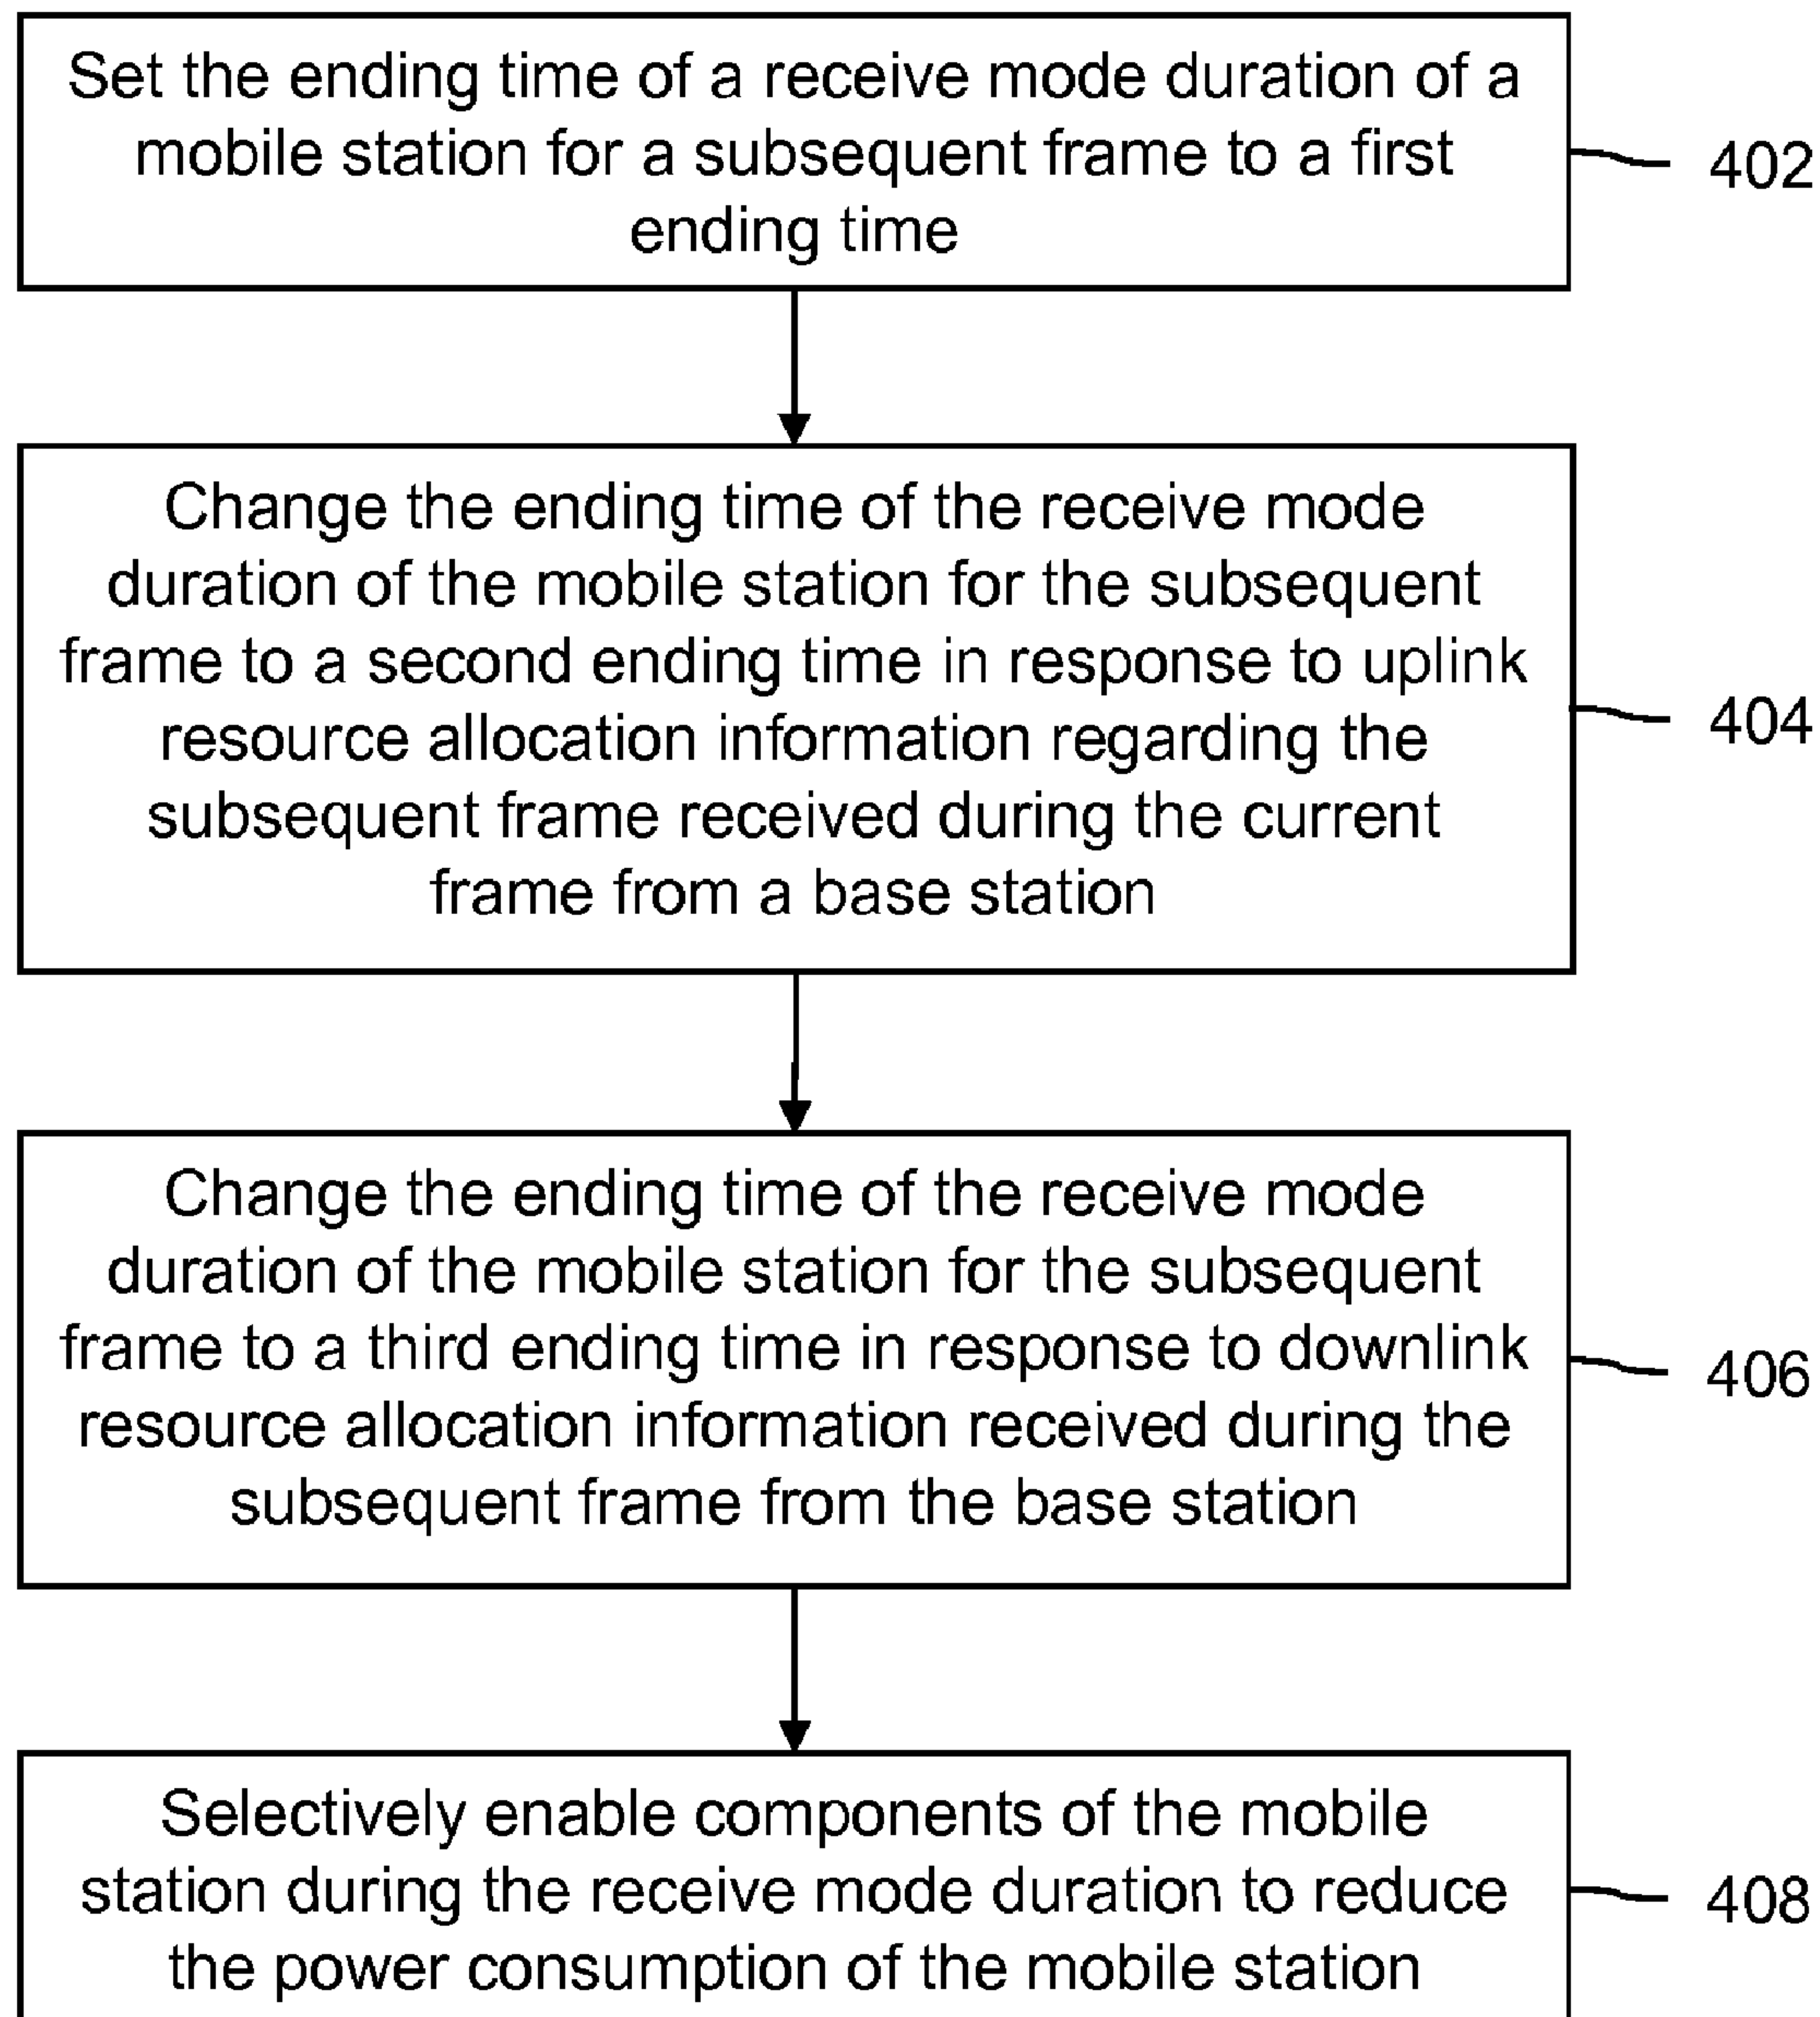 Set the ending time of a receive mode duration of a
mobile station for a subsequent frame to a first
ending time
402
Change the ending time of the receive mode
duration of the mobile station for the subsequent
frame to a second ending time in response to uplink
resource allocation information regarding the
subsequent frame received during the current
frame from a base station
404
Change the ending time of the receive mode
duration of the mobile station for the subsequent
frame to a third ending time in response to downlink
resource allocation information received during the
subsequent frame from the base station
406
Selectively enable components of the mobile
station during the receive mode duration to reduce
the power consumption of the mobile station
408